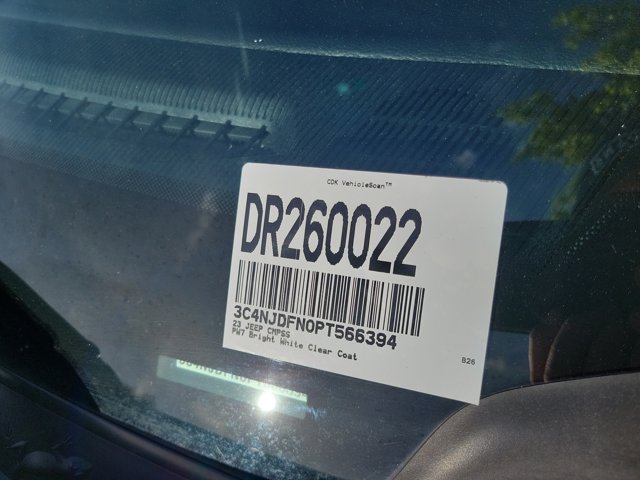 CDK VehicleScan™
DR260022
3C4NJDFN0PT566394
23 JEEP CMPSS
PW7 Bright White Clear Coat
B26